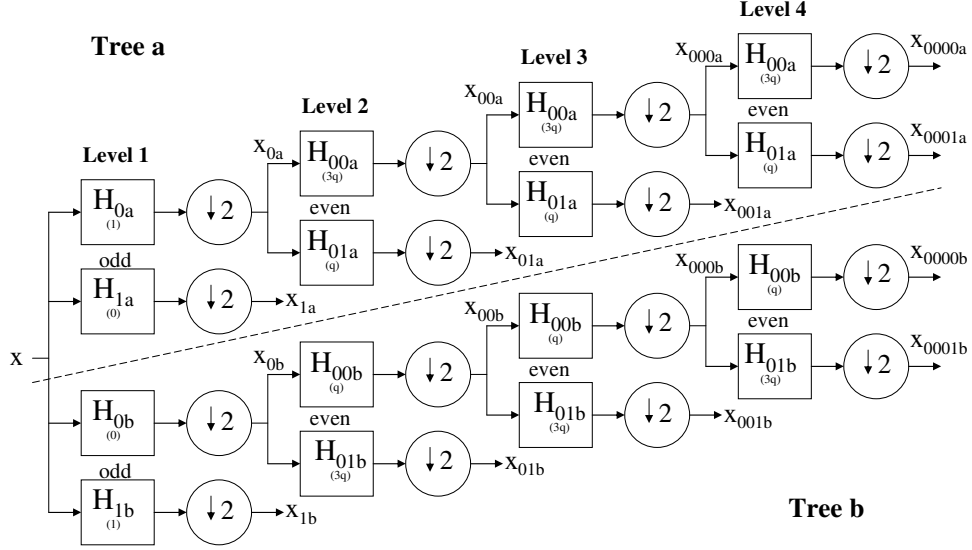 Tree a
Level 1
Level 2
Level 3
Level 4
x
H0a
(1)
↓2
odd
H1a
(0)
↓2
x1a
x0a
H00a
(3q)
↓2
even
H01a
(q)
↓2
x01a
x00a
H00a
(3q)
↓2
even
H01a
(q)
↓2
x001a
x000a
H00a
(3q)
↓2
x0000a
even
H01a
(q)
↓2
x0001a
H0b
(0)
↓2
odd
H1b
(1)
↓2
x1b
x0b
H00b
(q)
↓2
even
H01b
(3q)
↓2
x01b
x00b
H00b
(q)
↓2
even
H01b
(3q)
↓2
x001b
x000b
H00b
(q)
↓2
x0000b
even
H01b
(3q)
↓2
x0001b
Tree b